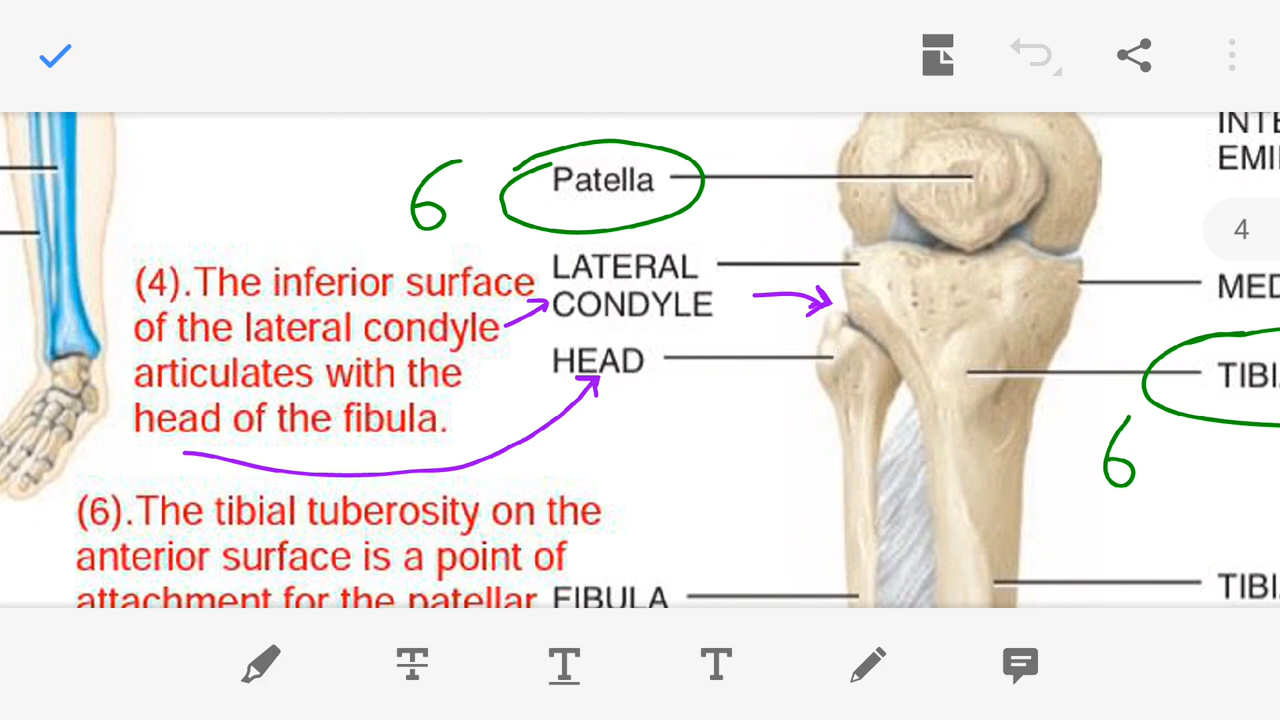 INTE
EMI
6
Patella
4
(4).The inferior surface
of the lateral condyle
articulates with the
head of the fibula.
LATERAL
CONDYLE
HEAD
MED
TIBI
6
(6).The tibial tuberosity on the
anterior surface is a point of
attachment for the patellar
FIBULA
TIBI